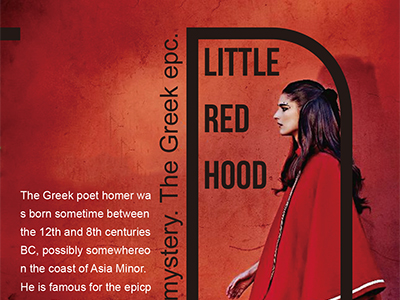 LITTLE
RED
HOOD
mystery. The Greek epc.
The Greek poet homer wa
s born sometime between
the 12th and 8th centuries
BC, possibly somewhereo
n the coast of Asia Minor.
He is famous for the epicp